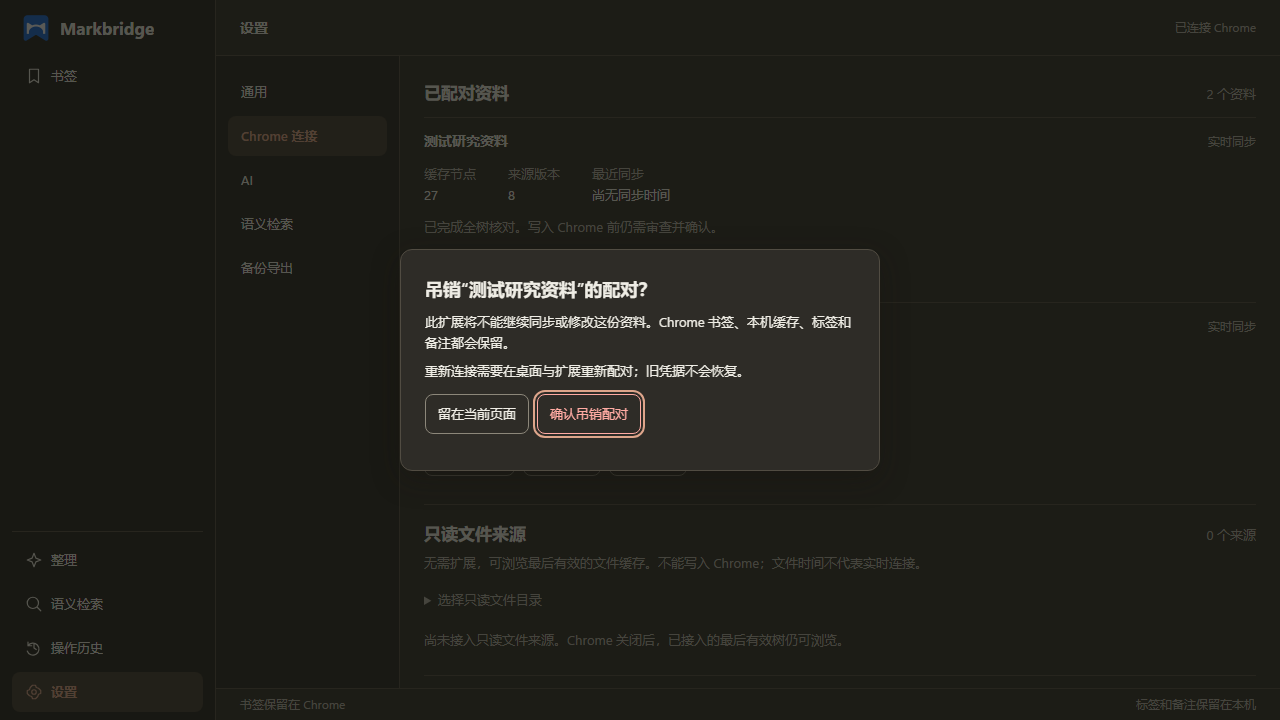 Markbridge
书签
整理
语义检索
操作历史
设置
设置
已连接 Chrome
通用
Chrome 连接
AI
语义检索
备份导出
已配对资料
2 个资料
测试研究资料
实时同步
缓存节点 来源版本 最近同步
27 8 尚无同步时间
已完成全树核对。写入 Chrome 前仍需审查并确认。
实时同步
吊销“测试研究资料”的配对？
此扩展将不能继续同步或修改这份资料。Chrome 书签、本机缓存、标签和
备注都会保留。
重新连接需要在桌面与扩展重新配对；旧凭据不会恢复。
留在当前页面
确认吊销配对
只读文件来源
0 个来源
无需扩展，可浏览最后有效的文件缓存。不能写入 Chrome；文件时间不代表实时连接。
选择只读文件目录
尚未接入只读文件来源。Chrome 关闭后，已接入的最后有效树仍可浏览。
书签保留在 Chrome
标签和备注保留在本机